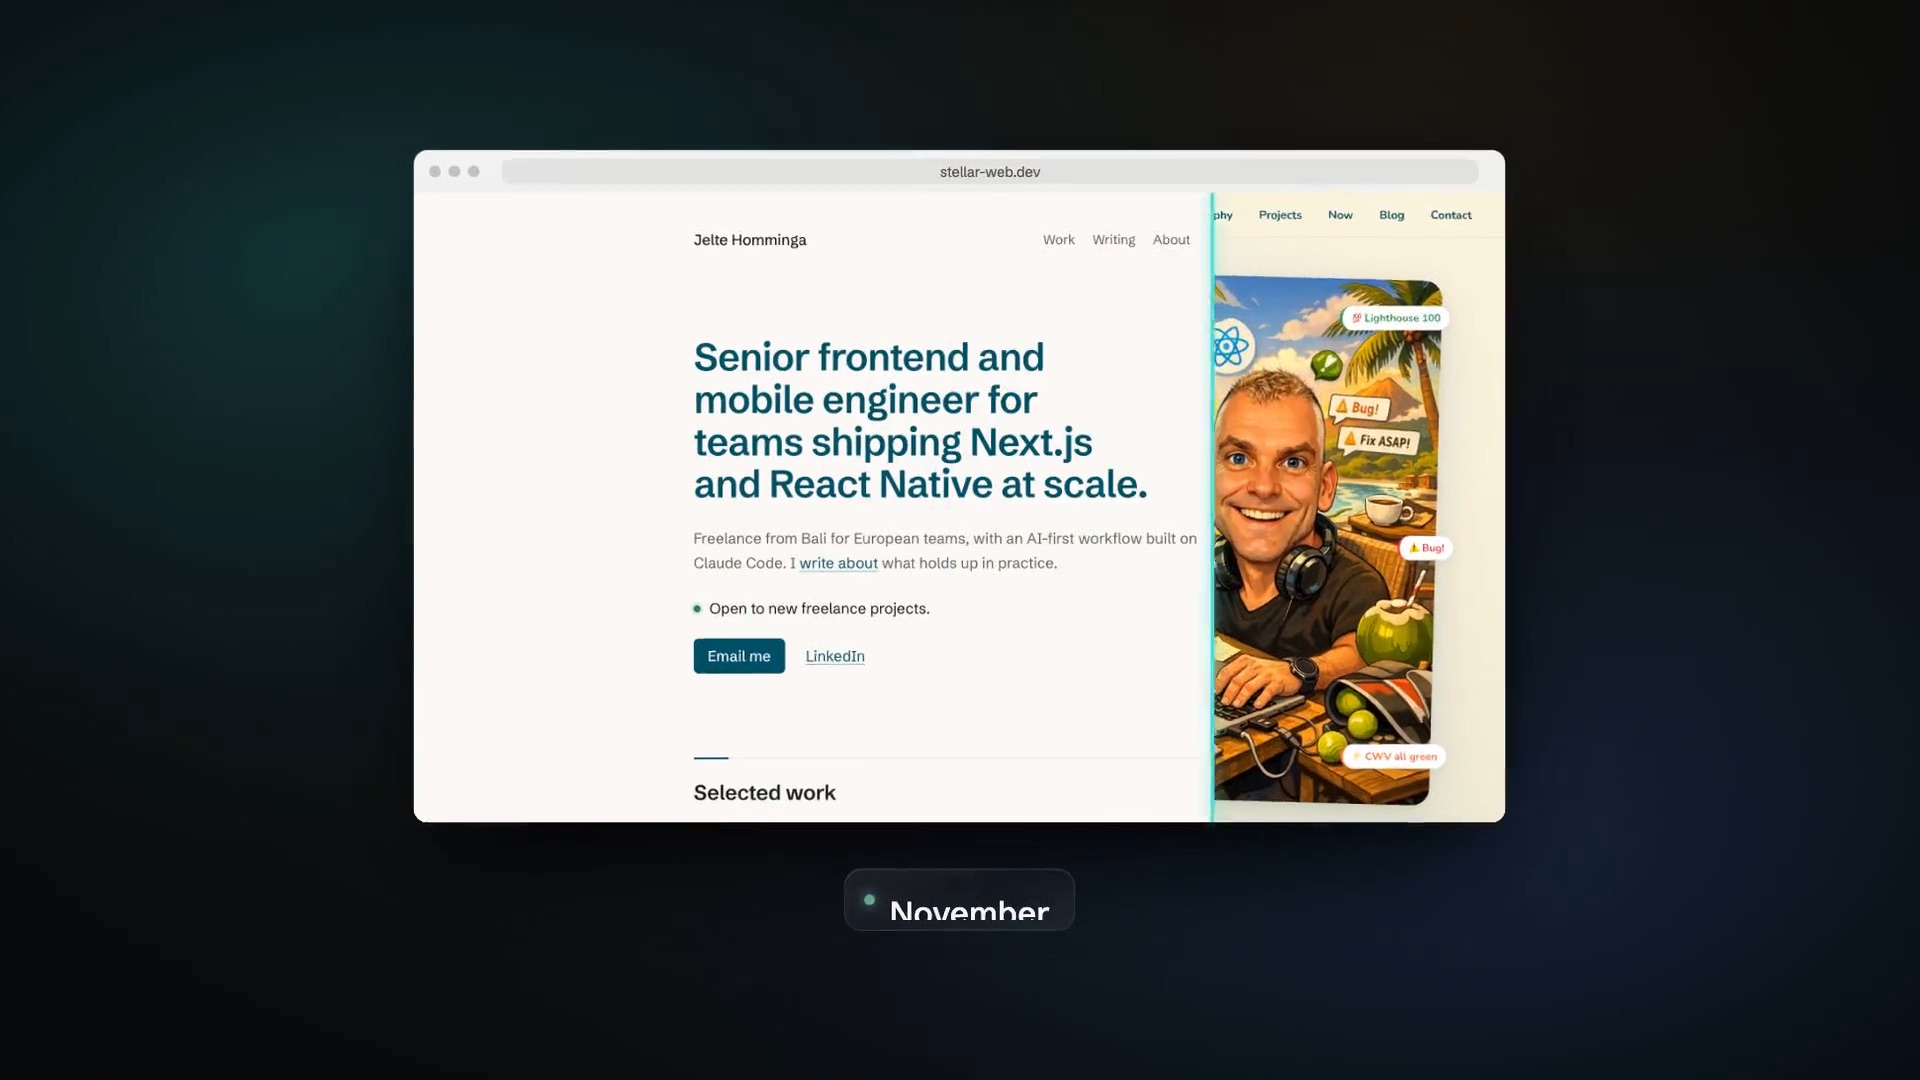 stellar-web.dev
Jelte Homminga
Work Writing About
phy Projects Now Blog Contact
Senior frontend and
mobile engineer for
teams shipping Next.js
and React Native at scale.
Freelance from Bali for European teams, with an AI-first workflow built on
Claude Code. I write about what holds up in practice.
Open to new freelance projects.
Email me LinkedIn
Selected work
💯 Lighthouse 100
⚠ Bug!
⚠ Fix ASAP!
⚠ Bug!
⚡ CWV all green
November